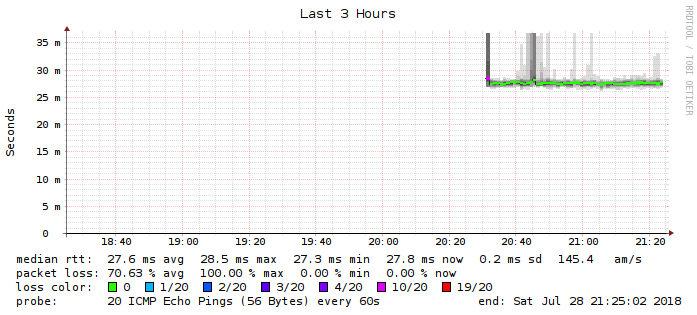 Last 3 Hours
RRDTOOL / TOBI OETIKER
Seconds
35 m
30 m
25 m
20 m
15 m
10 m
5 m
0
18:40 19:00 19:20 19:40 20:00 20:20 20:40 21:00 21:20
median rtt: 27.6 ms avg 28.5 ms max 27.3 ms min 27.8 ms now 0.2 ms sd 145.4 am/s
packet loss: 70.63 % avg 100.00 % max 0.00 % min 0.00 % now
loss color: 0 1/20 2/20 3/20 4/20 10/20 19/20
probe: 20 ICMP Echo Pings (56 Bytes) every 60s end: Sat Jul 28 21:25:02 2018